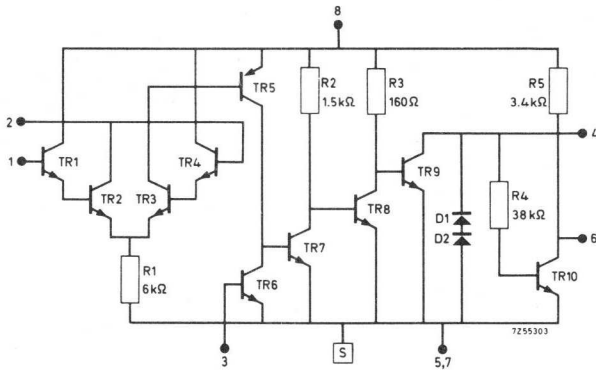 8
TR5
R2
1.5kΩ
R3
160Ω
R5
3.4kΩ
2
1
TR1
TR4
TR2
TR3
TR9
4
TR8
R4
38kΩ
D1
D2
TR7
6
R1
6kΩ
TR6
TR10
7Z55303
3
S
5,7